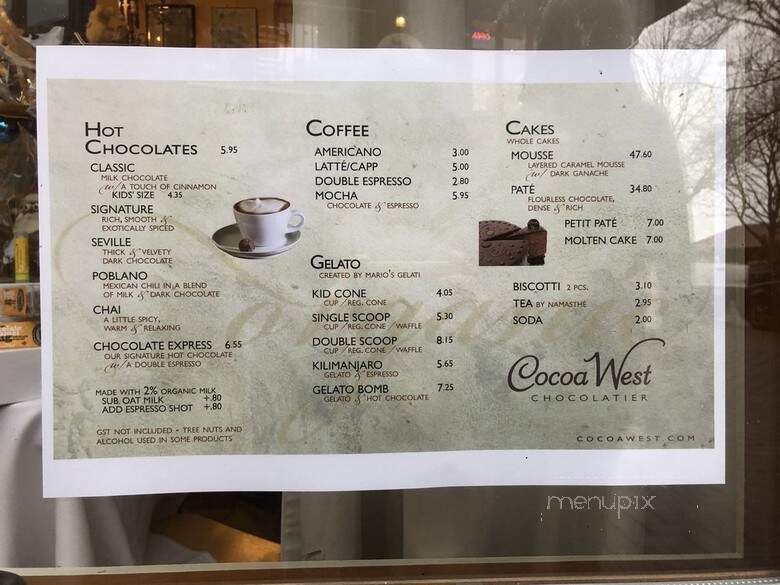 HOT
CHOCOLATES 5.95
CLASSIC
MILK CHOCOLATE
w/ A TOUCH OF CINNAMON
KIDS' SIZE 4.35
SIGNATURE
RICH, SMOOTH &
EXOTICALLY SPICED
SEVILLE
THICK & VELVETY
DARK CHOCOLATE
POBLANO
MEXICAN CHILI IN A BLEND
OF MILK & DARK CHOCOLATE
CHAI
A LITTLE SPICY,
WARM & RELAXING
CHOCOLATE EXPRESS 6.55
OUR SIGNATURE HOT CHOCOLATE
w/ A DOUBLE ESPRESSO
MADE WITH 2% ORGANIC MILK
SUB. OAT MILK +.80
ADD ESPRESSO SHOT +.80
GST NOT INCLUDED • TREE NUTS AND
ALCOHOL USED IN SOME PRODUCTS
COFFEE
AMERICANO 3.00
LATTÉ/CAPP 5.00
DOUBLE ESPRESSO 2.80
MOCHA 5.95
CHOCOLATE & ESPRESSO
GELATO
CREATED BY MARIO'S GELATI
KID CONE 4.05
CUP / REG. CONE
SINGLE SCOOP 5.30
CUP / REG. CONE / WAFFLE
DOUBLE SCOOP 8.15
CUP / REG. CONE / WAFFLE
KILIMANJARO 5.65
GELATO & ESPRESSO
GELATO BOMB 7.25
GELATO & HOT CHOCOLATE
CAKES
WHOLE CAKES
MOUSSE 47.60
LAYERED CARAMEL MOUSSE
w/ DARK GANACHE
PATÉ 34.80
FLOURLESS CHOCOLATE,
DENSE & RICH
PETIT PATÉ 7.00
MOLTEN CAKE 7.00
BISCOTTI 2 PCS. 3.10
TEA BY NAMASTHÉ 2.95
SODA 2.00
Cocoa West
CHOCOLATIER
COCOAWEST.COM
menupix